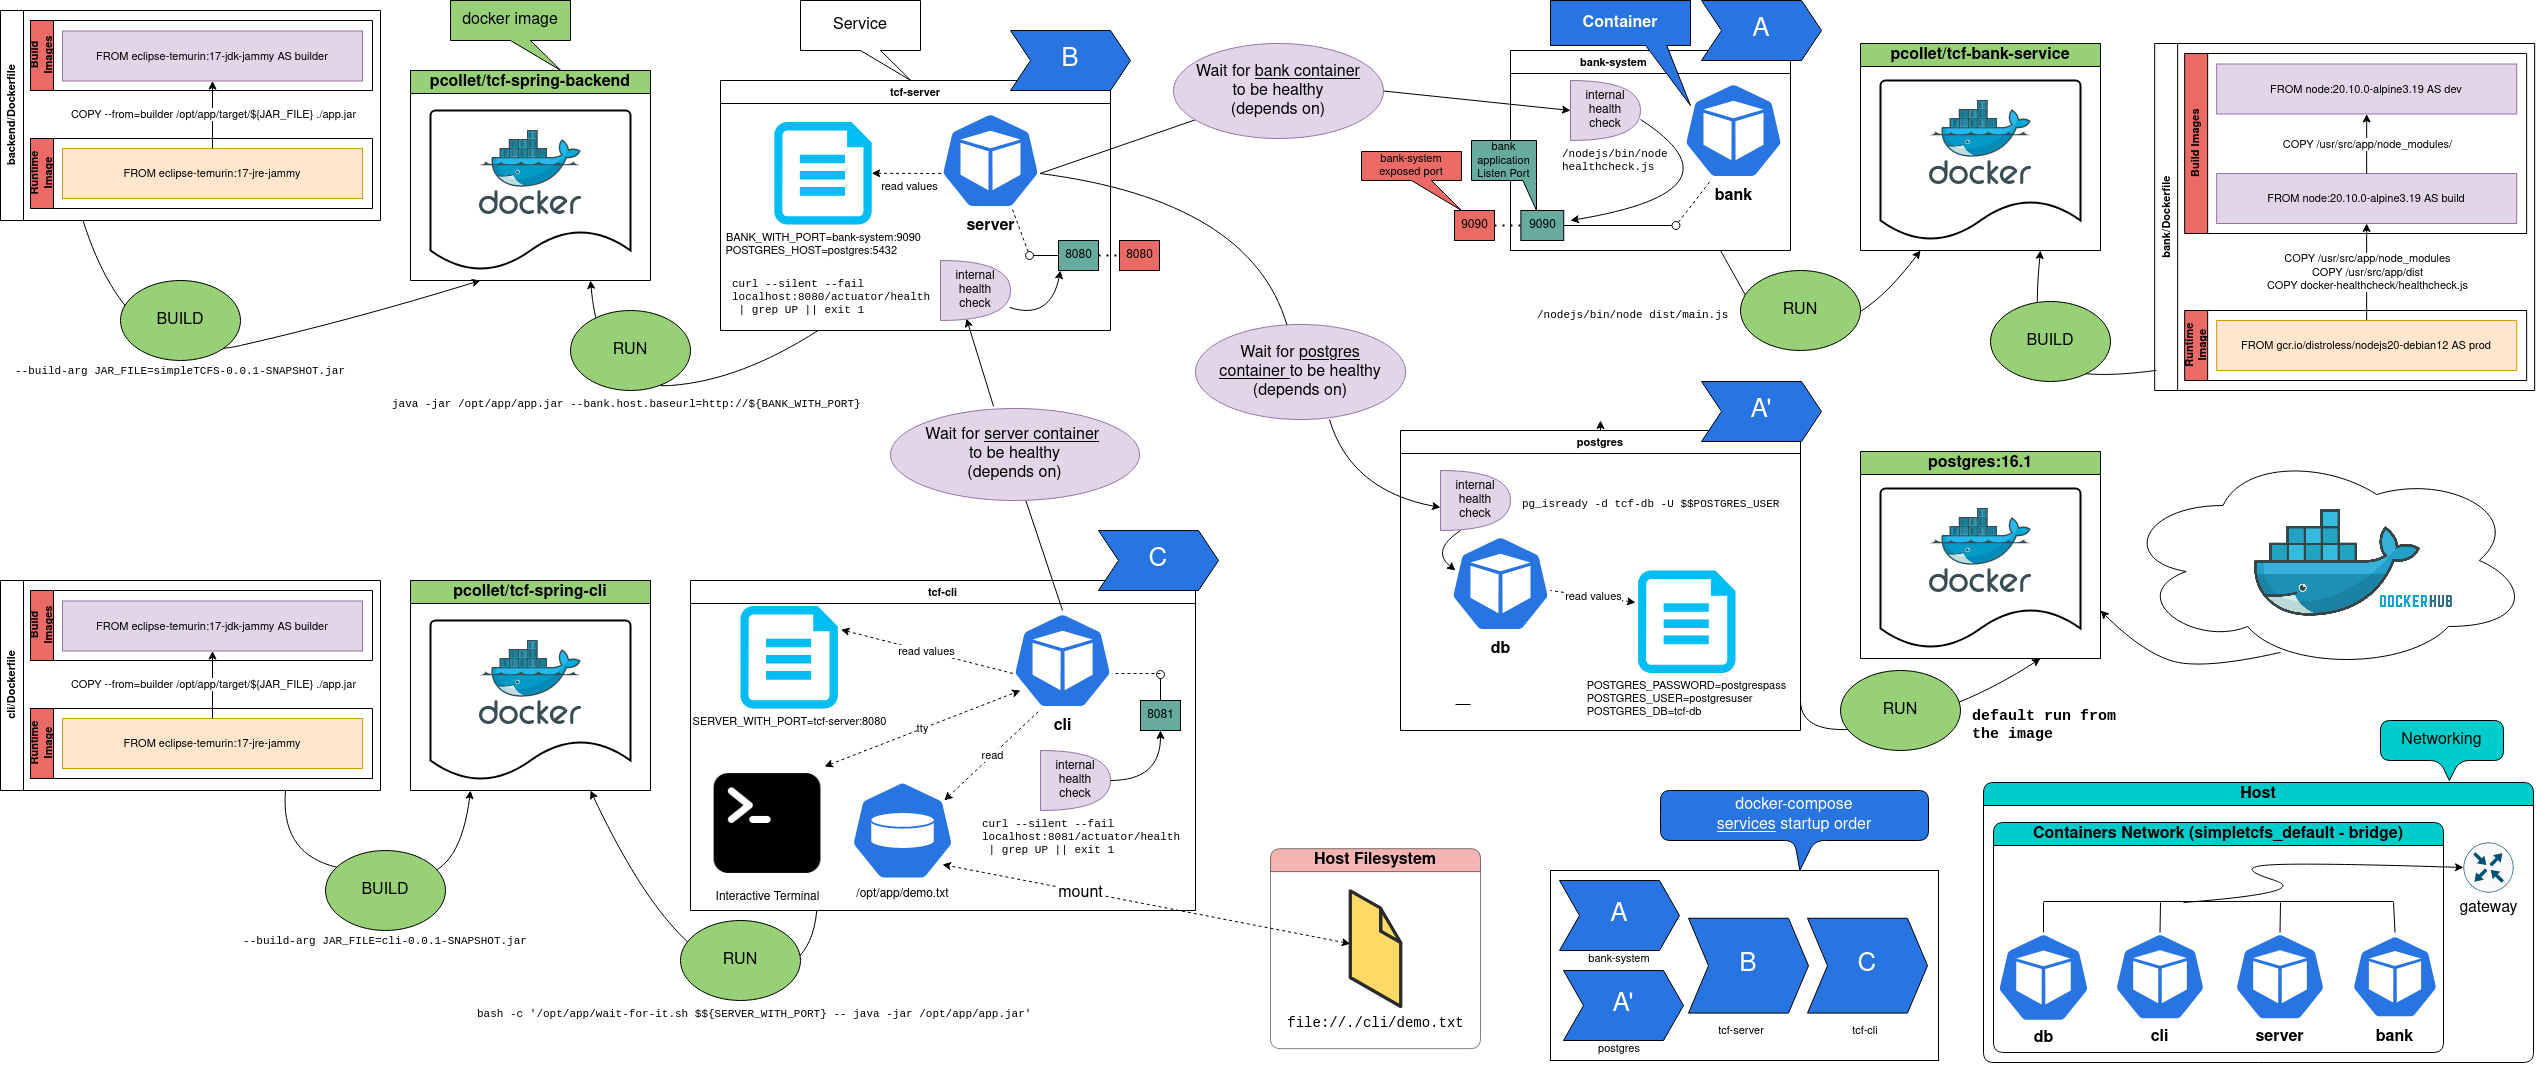 backend/Dockerfile
Build
Images
FROM eclipse-temurin:17-jdk-jammy AS builder
COPY --from=builder /opt/app/target/${JAR_FILE} ./app.jar
Runtime
Image
FROM eclipse-temurin:17-jre-jammy
BUILD
--build-arg JAR_FILE=simpleTCFS-0.0.1-SNAPSHOT.jar
docker image
pcollet/tcf-spring-backend
docker
RUN
java -jar /opt/app/app.jar --bank.host.baseurl=http://${BANK_WITH_PORT}
Service
B
tcf-server
read values
server
BANK_WITH_PORT=bank-system:9090
POSTGRES_HOST=postgres:5432
8080
8080
internal
health
check
curl --silent --fail
localhost:8080/actuator/health
| grep UP || exit 1
Wait for bank container
to be healthy
(depends on)
Wait for postgres
container to be healthy
(depends on)
Wait for server container
to be healthy
(depends on)
Container
A
bank-system
internal
health
check
/nodejs/bin/node
healthcheck.js
bank
bank-system
exposed port
bank
application
Listen Port
9090
9090
RUN
/nodejs/bin/node dist/main.js
pcollet/tcf-bank-service
docker
BUILD
bank/Dockerfile
Build Images
FROM node:20.10.0-alpine3.19 AS dev
COPY /usr/src/app/node_modules/
FROM node:20.10.0-alpine3.19 AS build
COPY /usr/src/app/node_modules
COPY /usr/src/app/dist
COPY docker-healthcheck/healthcheck.js
Runtime
Image
FROM gcr.io/distroless/nodejs20-debian12 AS prod
A'
postgres
internal
health
check
pg_isready -d tcf-db -U $$POSTGRES_USER
db
read values
POSTGRES_PASSWORD=postgrespass
POSTGRES_USER=postgresuser
POSTGRES_DB=tcf-db
postgres:16.1
docker
DOCKERHUB
RUN
default run from
the image
cli/Dockerfile
Build
Images
FROM eclipse-temurin:17-jdk-jammy AS builder
COPY --from=builder /opt/app/target/${JAR_FILE} ./app.jar
Runtime
Image
FROM eclipse-temurin:17-jre-jammy
BUILD
--build-arg JAR_FILE=cli-0.0.1-SNAPSHOT.jar
pcollet/tcf-spring-cli
docker
RUN
bash -c '/opt/app/wait-for-it.sh $${SERVER_WITH_PORT} -- java -jar /opt/app/app.jar'
C
tcf-cli
read values
SERVER_WITH_PORT=tcf-server:8080
cli
tty
read
8081
internal
health
check
curl --silent --fail
localhost:8081/actuator/health
| grep UP || exit 1
Interactive Terminal
/opt/app/demo.txt
mount
Host Filesystem
file://./cli/demo.txt
docker-compose
services startup order
A
bank-system
A'
postgres
B
tcf-server
C
tcf-cli
Networking
Host
Containers Network (simpletcfs_default - bridge)
gateway
db
cli
server
bank